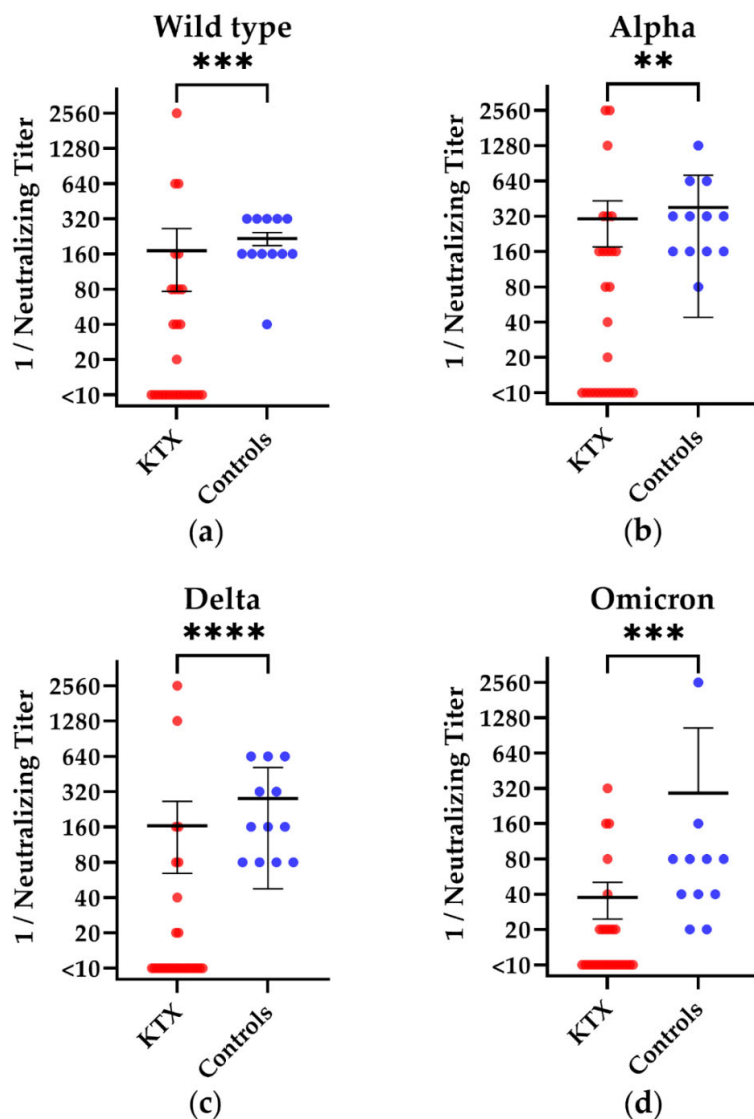 Wild type
***
1 / Neutralizing Titer
2560
1280
640
320
160
80
40
20
<10
KTX
Controls
(a)
Alpha
**
1 / Neutralizing Titer
2560
1280
640
320
160
80
40
20
<10
KTX
Controls
(b)
Delta
****
1 / Neutralizing Titer
2560
1280
640
320
160
80
40
20
<10
KTX
Controls
(c)
Omicron
***
1 / Neutralizing Titer
2560
1280
640
320
160
80
40
20
<10
KTX
Controls
(d)